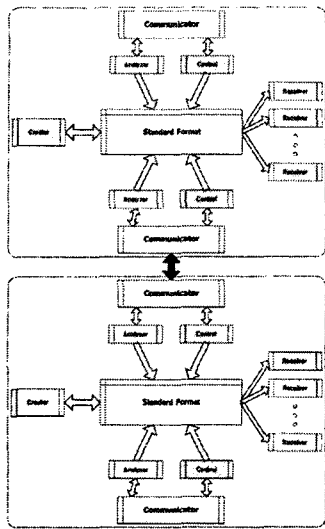 Communicator
Analyzer Control
Receiver
Receiver
Creator Standard Format
Receiver
Analyzer Control
Communicator
Communicator
Analyzer Control
Receiver
Receiver
Creator Standard Format
Receiver
Analyzer Control
Communicator